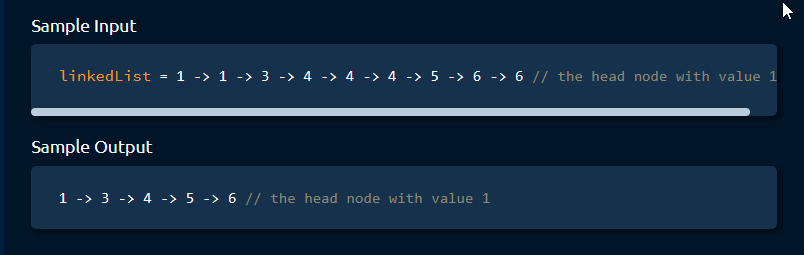 Sample Input
linkedList = 1 -> 1 -> 3 -> 4 -> 4 -> 4 -> 5 -> 6 -> 6 // the head node with value 1
Sample Output
1 -> 3 -> 4 -> 5 -> 6 // the head node with value 1